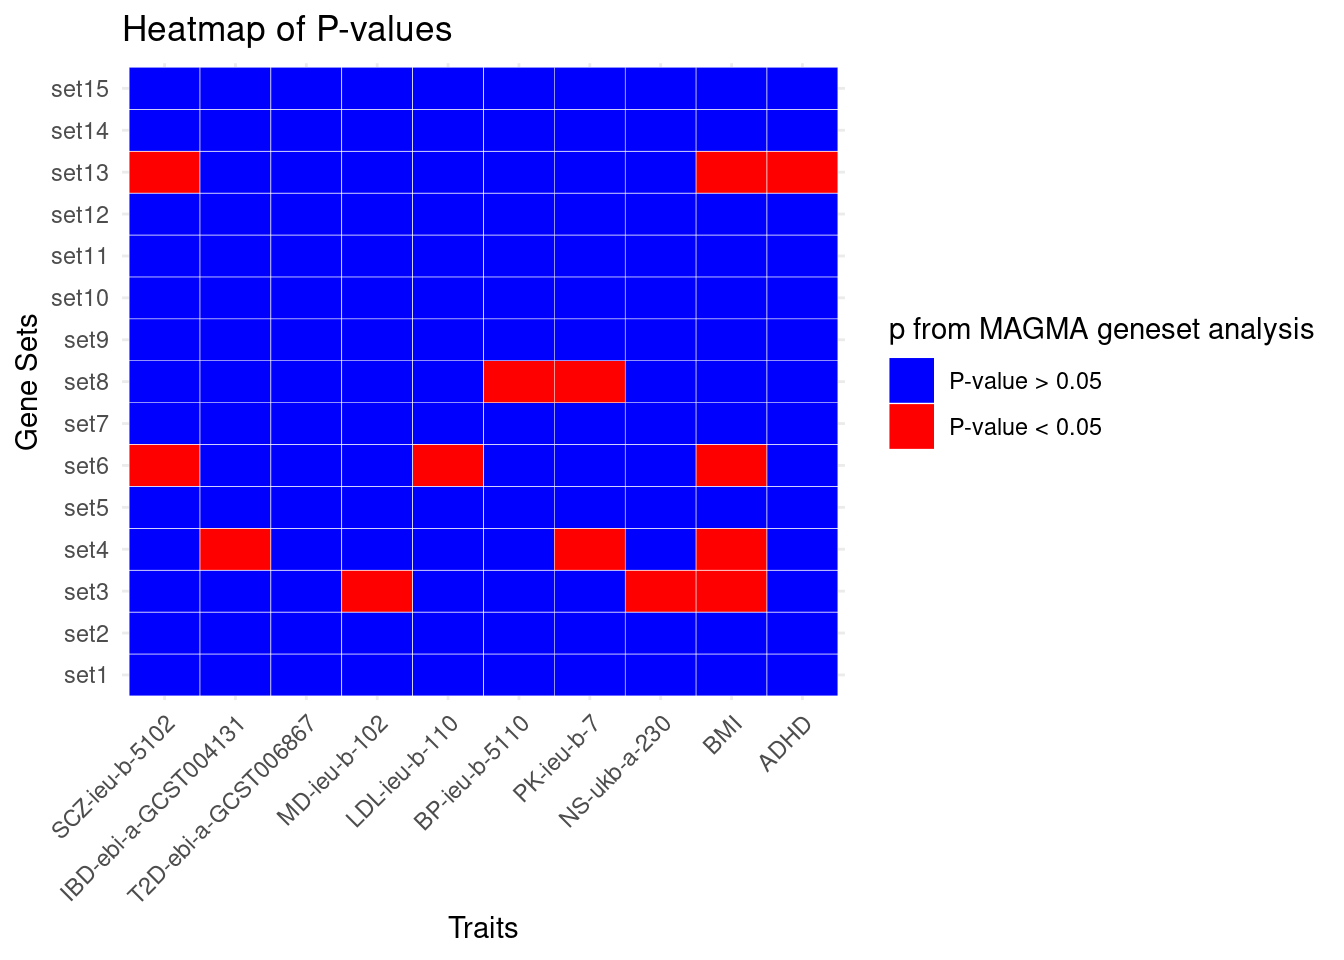 Heatmap of P-values
set15
set14
set13
set12
set11
set10
set9
set8
set7
set6
set5
set4
set3
set2
set1
Gene Sets
SCZ-ieu-b-5102
IBD-ebi-a-GCST004131
T2D-ebi-a-GCST006867
MD-ieu-b-102
LDL-ieu-b-110
BP-ieu-b-5110
PK-ieu-b-7
NS-ukb-a-230
BMI
ADHD
Traits
p from MAGMA geneset analysis
P-value > 0.05
P-value < 0.05